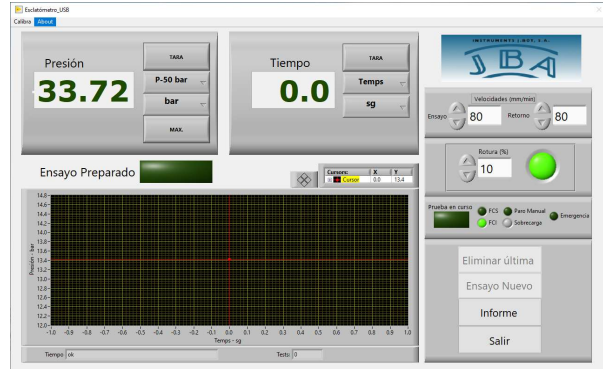 Esclatómetro_USB
Calibra About
Presión
33.72
TARA
P-50 bar
bar
MAX.
Tiempo
0.0
TARA
Temps
sg
INSTRUMENTS J.BOT, S.A.
JBA
Velocidades (mm/min)
Ensayo 80 Retorno 80
Rotura (%)
10
Ensayo Preparado
Cursors: X Y
Cursor 0.0 13.4
Prueba en curso FCS Paro Manual Emergencia
FCI Sobrecarga
Presión - bar
14.8
14.6
14.4
14.2
14.0
13.8
13.6
13.4
13.2
13.0
12.8
12.6
12.4
12.2
12.0
-1.0 -0.9 -0.8 -0.7 -0.6 -0.5 -0.4 -0.3 -0.2 -0.1 0.0 0.1 0.2 0.3 0.4 0.5 0.6 0.7 0.8 0.9 1.0
Temps - sg
Eliminar última
Ensayo Nuevo
Informe
Salir
Tiempo ok Tests: 0